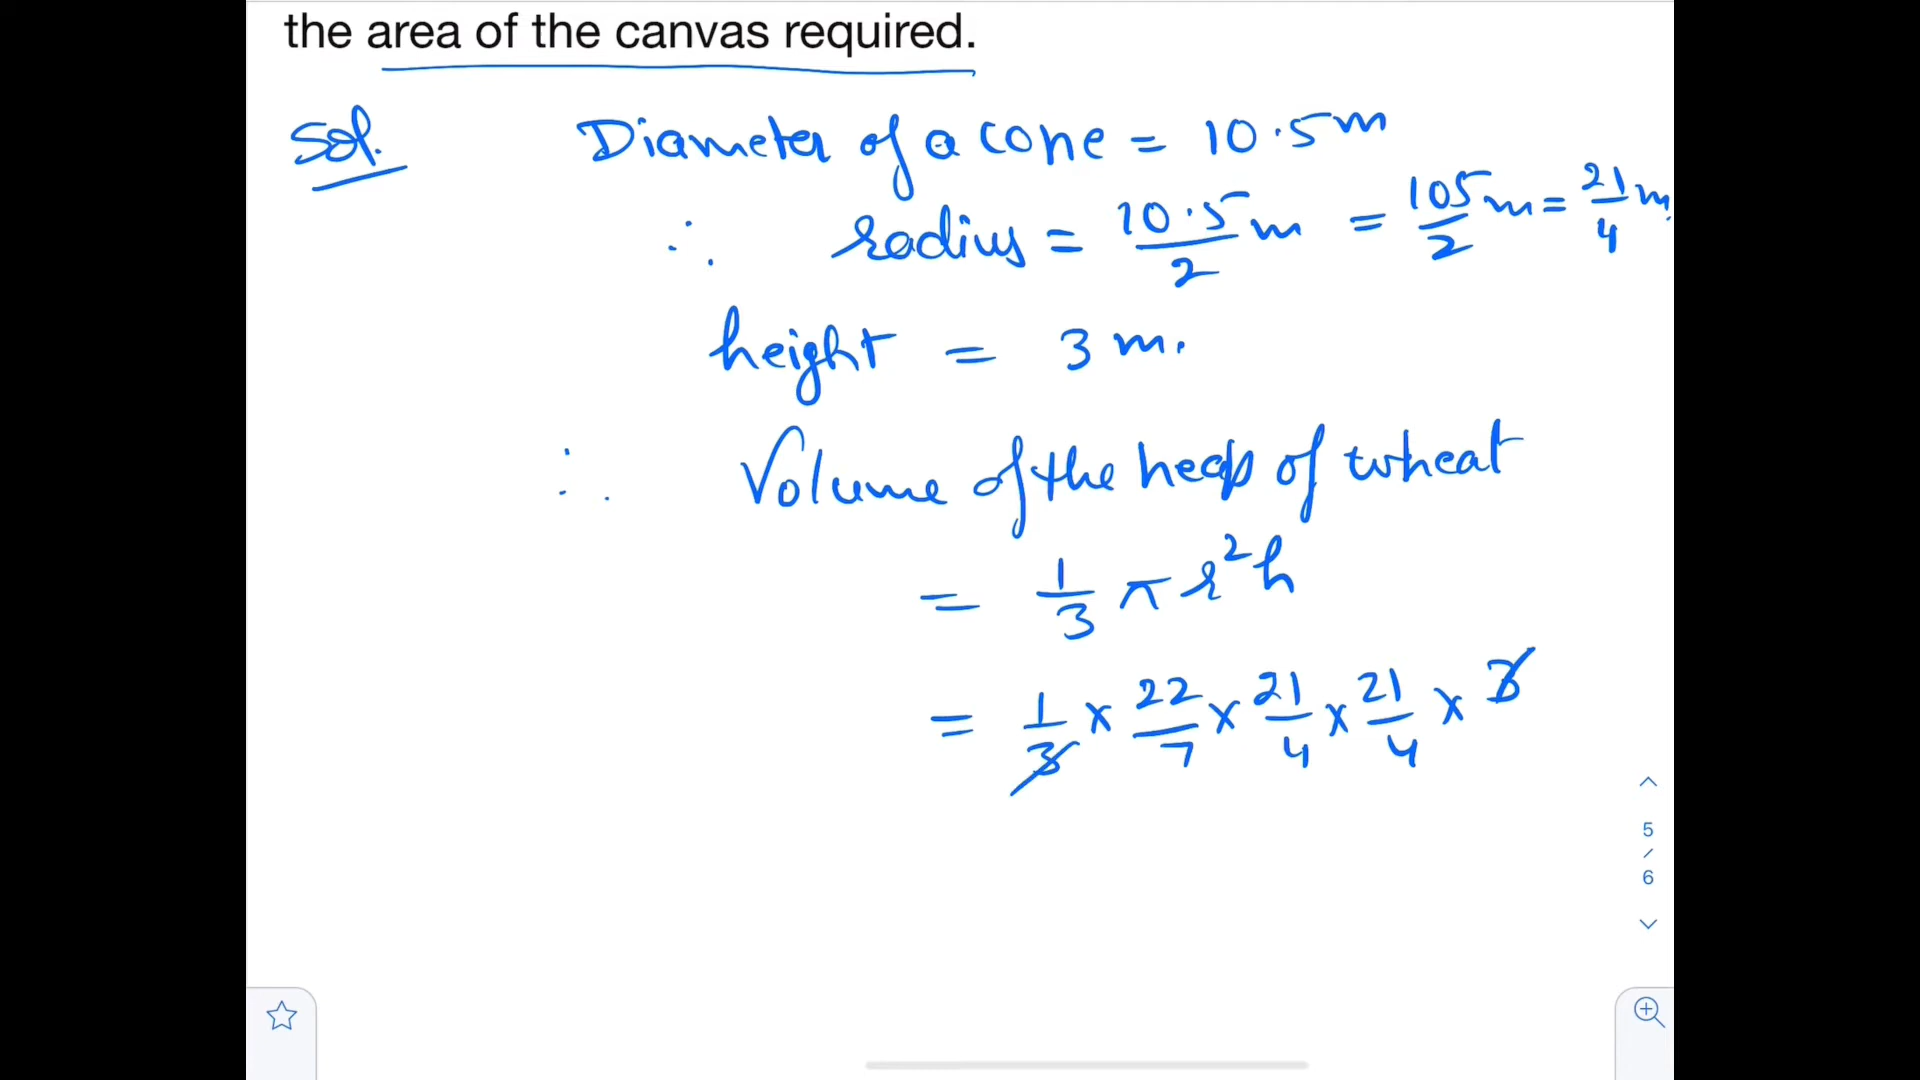 the area of the canvas required.
Sol. Diameter of a cone = 10.5 m
∴ radius = 10.5/2 m = 105/2 m = 21/4 m.
height = 3 m.
∴ Volume of the heap of wheat
= 1/3 π r²h
= 1/3 × 22/7 × 21/4 × 21/4 × 3
5
/
6